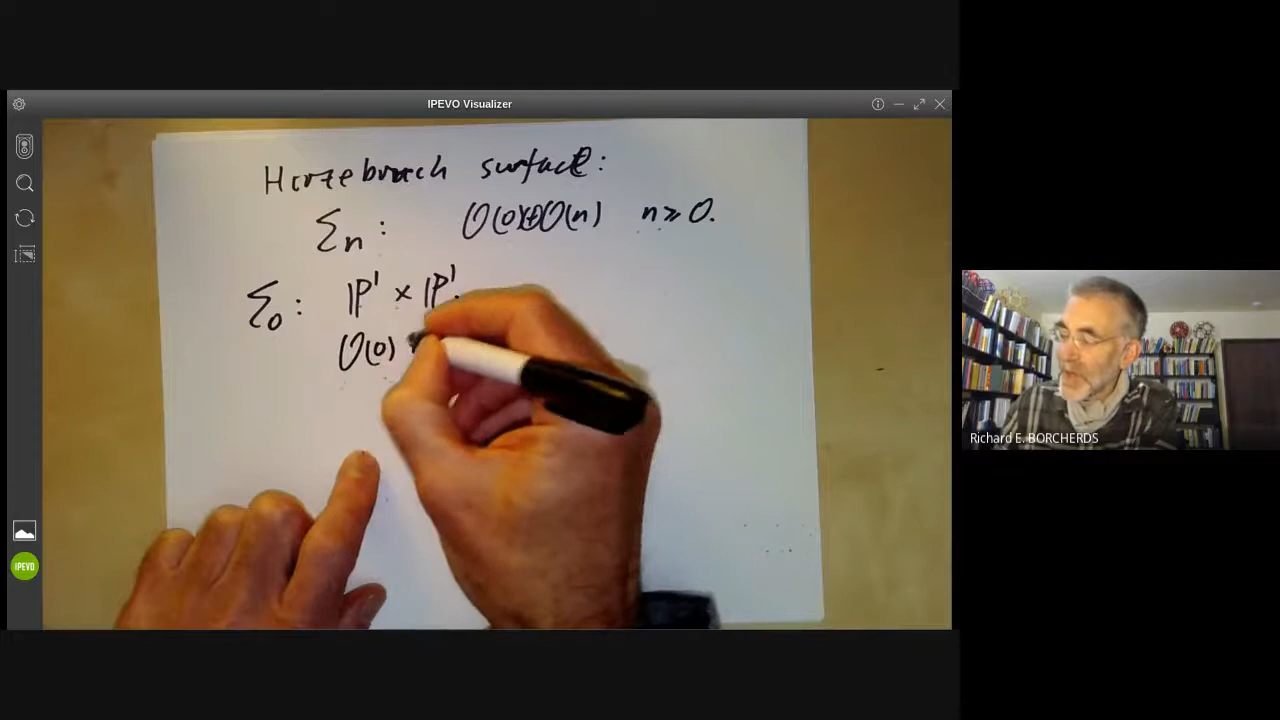 IPEVO Visualizer
Hirzebruch surface:
Σn: O(0)⊕O(n) n≥0.
Σ0: |P¹ × |P¹.
O(0)
Richard E. BORCHERDS
IPEVO